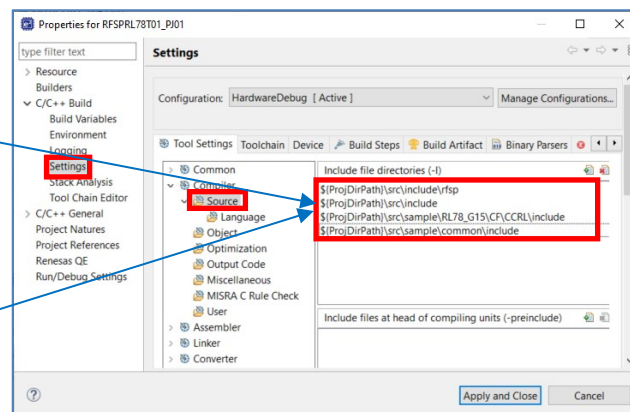 Properties for RFSPRL78T01_PJ01
type filter text
Settings
> Resource
Builders
C/C++ Build
Build Variables
Environment
Logging
Settings
Stack Analysis
Tool Chain Editor
> C/C++ General
Project Natures
Project References
Renesas QE
Run/Debug Settings
Configuration: HardwareDebug [ Active ]
Manage Configurations...
Tool Settings Toolchain Device Build Steps Build Artifact Binary Parsers
> Common
Compiler
Source
Language
Object
Optimization
Output Code
Miscellaneous
MISRA C Rule Check
User
> Assembler
> Linker
> Converter
Include file directories (-I)
${ProjDirPath}\src\include\rfsp
${ProjDirPath}\src\include
${ProjDirPath}\src\sample\RL78_G15\CF\CCRL\include
${ProjDirPath}\src\sample\common\include
Include files at head of compiling units (-preinclude)
Apply and Close
Cancel